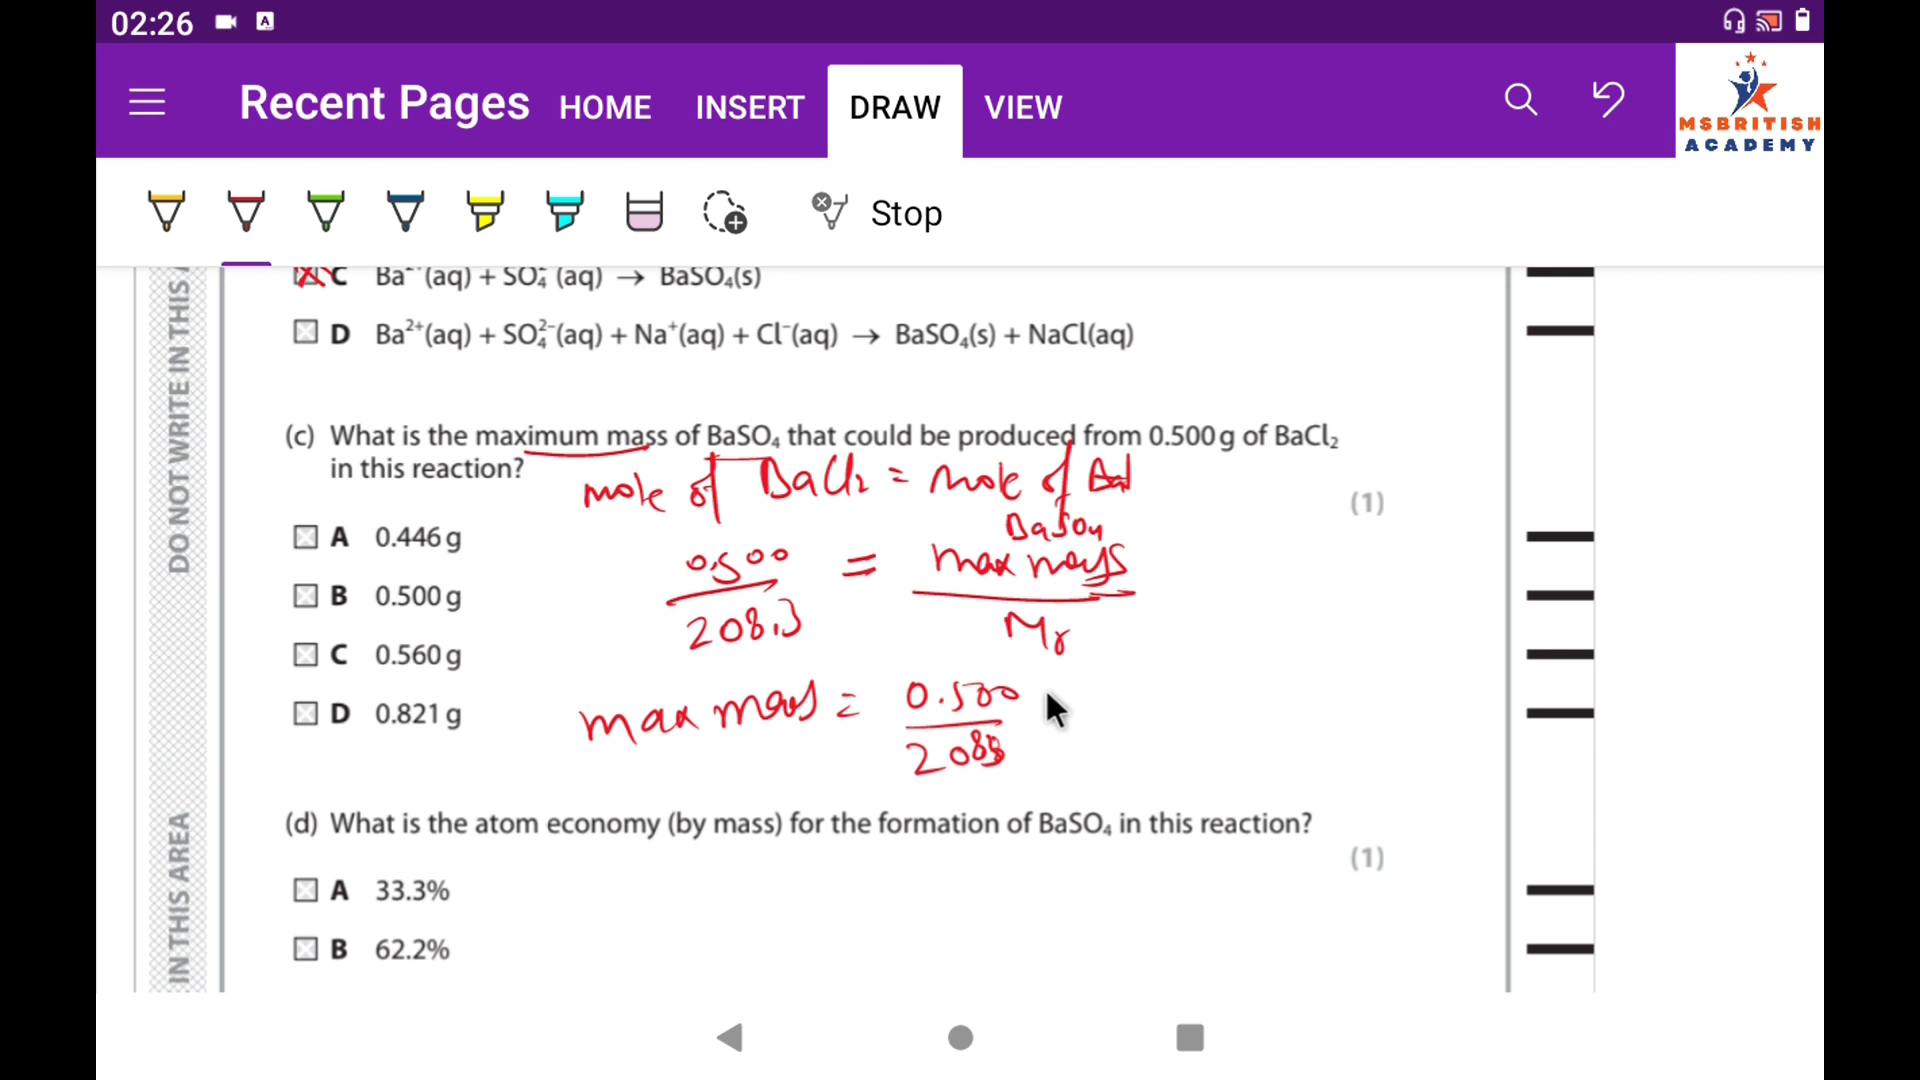 02:26 A
Recent Pages HOME INSERT DRAW VIEW
MSBRITISH
ACADEMY
Stop
DO NOT WRITE IN THIS
C Ba²⁺(aq) + SO₄²⁻(aq) → BaSO₄(s)
D Ba²⁺(aq) + SO₄²⁻(aq) + Na⁺(aq) + Cl⁻(aq) → BaSO₄(s) + NaCl(aq)
(c) What is the maximum mass of BaSO₄ that could be produced from 0.500 g of BaCl₂
in this reaction?
mole of BaCl₂ = mole of
BaSO₄
(1)
A 0.446 g
B 0.500 g
C 0.560 g
D 0.821 g
0.500 = max mass
208.3 Mr
max mass = 0.500
208.3
(d) What is the atom economy (by mass) for the formation of BaSO₄ in this reaction?
(1)
IN THIS AREA
A 33.3%
B 62.2%